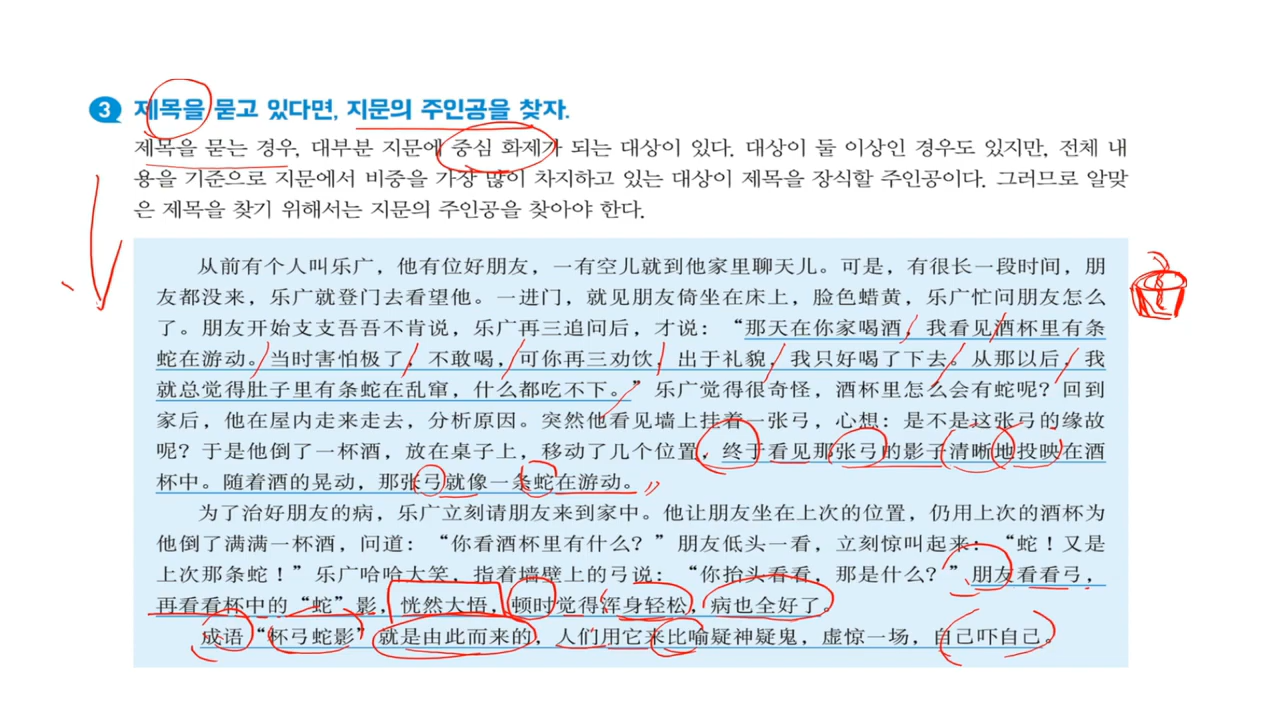 3 제목을 묻고 있다면, 지문의 주인공을 찾자.
제목을 묻는 경우, 대부분 지문에 중심 화제가 되는 대상이 있다. 대상이 둘 이상인 경우도 있지만, 전체 내
용을 기준으로 지문에서 비중을 가장 많이 차지하고 있는 대상이 제목을 장식할 주인공이다. 그러므로 알맞
은 제목을 찾기 위해서는 지문의 주인공을 찾아야 한다.
从前有个人叫乐广，他有位好朋友，一有空儿就到他家里聊天儿。可是，有很长一段时间，朋
友都没来，乐广就登门去看望他。一进门，就见朋友倚坐在床上，脸色蜡黄，乐广忙问朋友怎么
了。朋友开始支支吾吾不肯说，乐广再三追问后，才说：“那天在你家喝酒，我看见酒杯里有条
蛇在游动。当时害怕极了，不敢喝，可你再三劝饮，出于礼貌，我只好喝了下去。从那以后，我
就总觉得肚子里有条蛇在乱窜，什么都吃不下。”乐广觉得很奇怪，酒杯里怎么会有蛇呢？回到
家后，他在屋内走来走去，分析原因。突然他看见墙上挂着一张弓，心想：是不是这张弓的缘故
呢？于是他倒了一杯酒，放在桌子上，移动了几个位置，终于看见那张弓的影子清晰地投映在酒
杯中。随着酒的晃动，那张弓就像一条蛇在游动。
为了治好朋友的病，乐广立刻请朋友来到家中。他让朋友坐在上次的位置，仍用上次的酒杯为
他倒了满满一杯酒，问道：“你看酒杯里有什么？”朋友低头一看，立刻惊叫起来：“蛇！又是
上次那条蛇！”乐广哈哈大笑，指着墙壁上的弓说：“你抬头看看，那是什么？”朋友看看弓，
再看看杯中的“蛇”影，恍然大悟，顿时觉得浑身轻松，病也全好了。
成语“杯弓蛇影”就是由此而来的，人们用它来比喻疑神疑鬼，虚惊一场，自己吓自己。